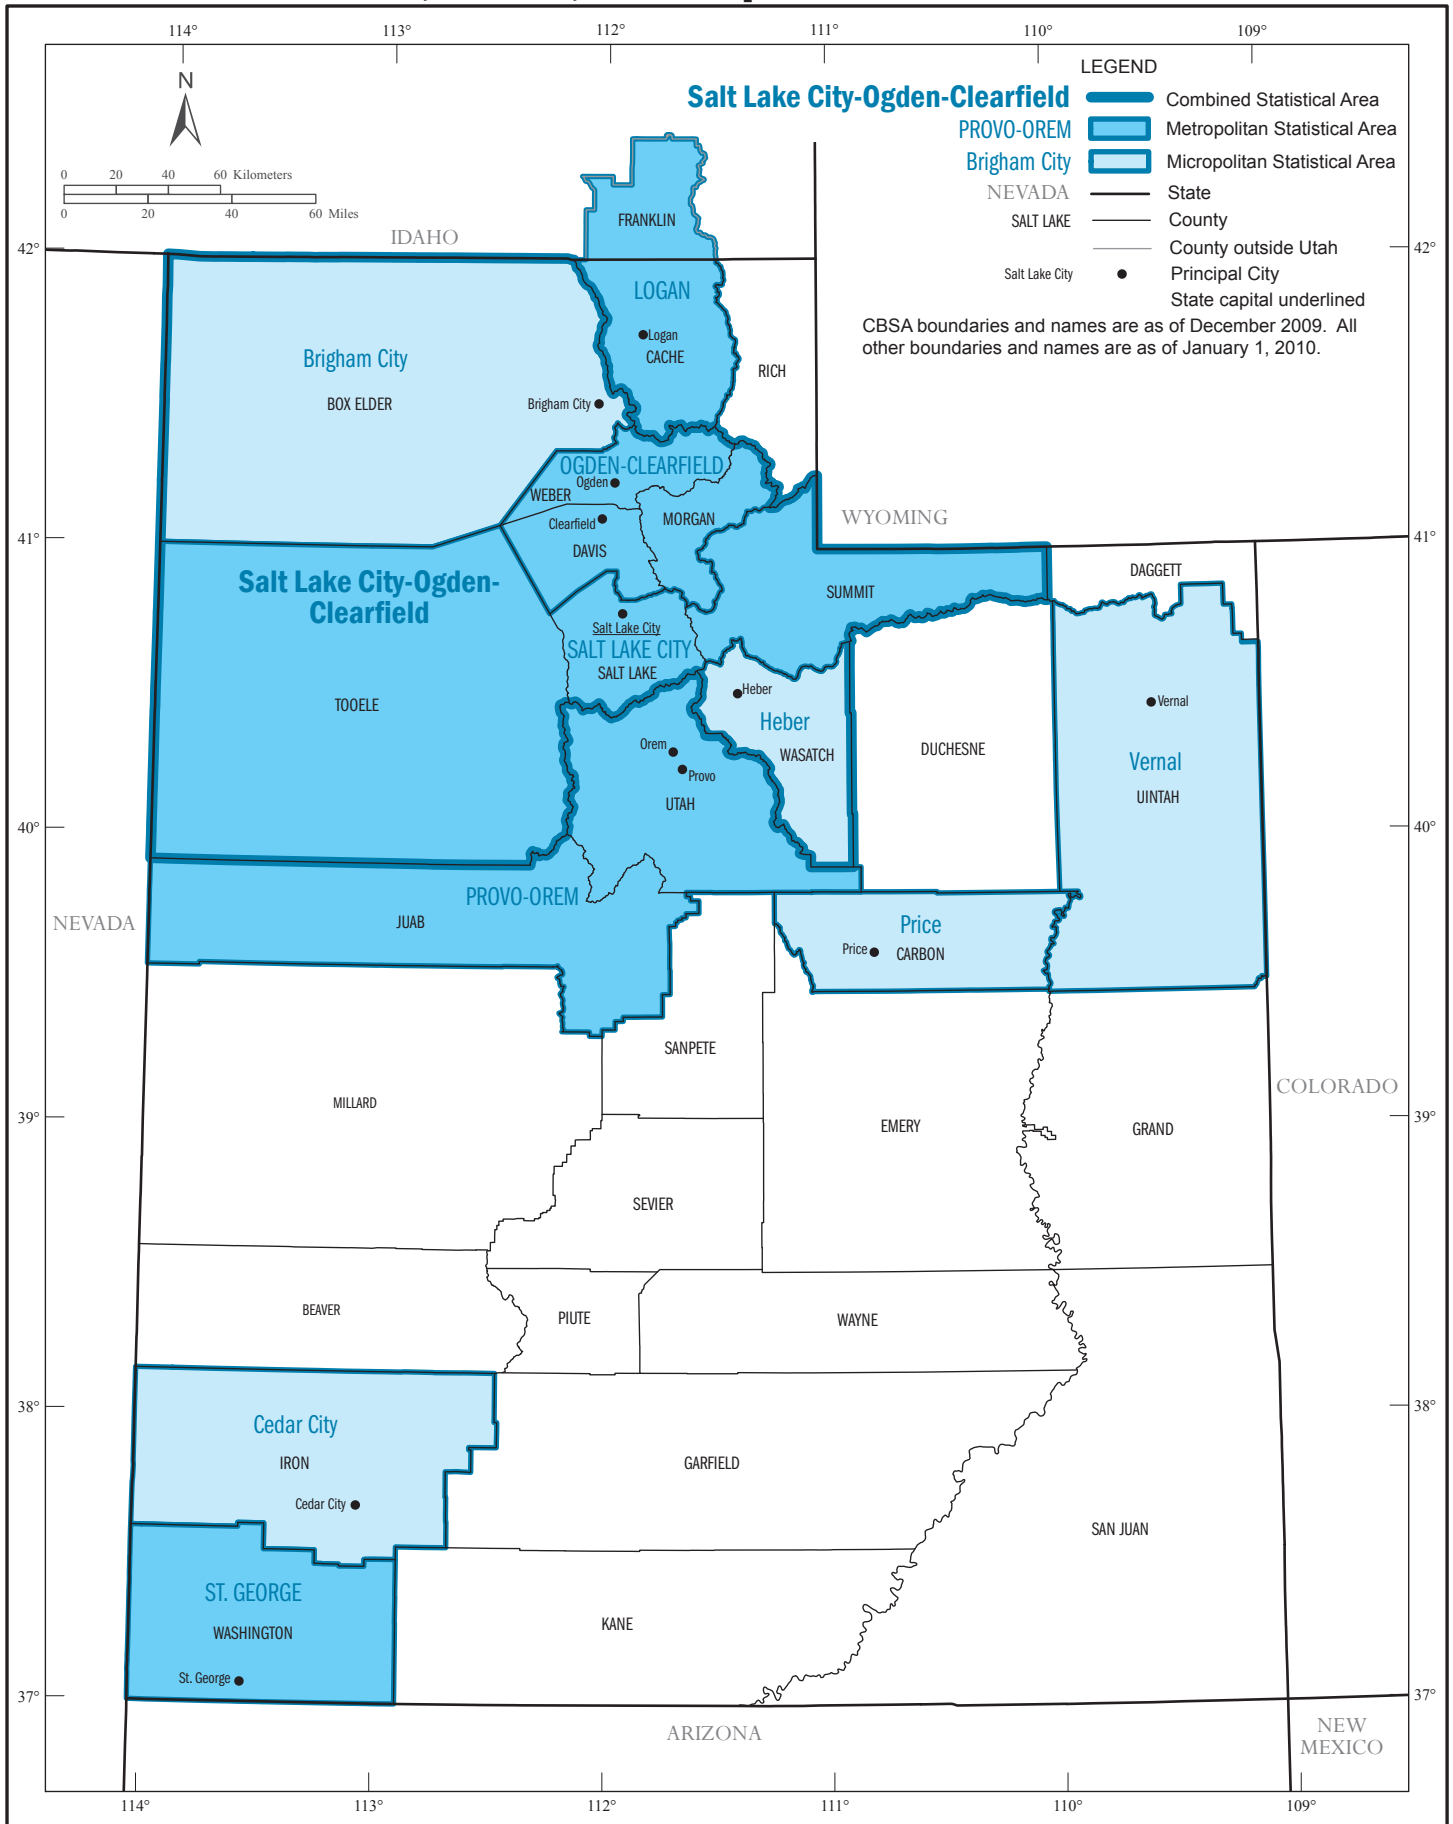 114° 113° 112° 111° 110° 109°
N
LEGEND
Salt Lake City-Ogden-Clearfield Combined Statistical Area
PROVO-OREM Metropolitan Statistical Area
Brigham City Micropolitan Statistical Area
NEVADA State
SALT LAKE County
County outside Utah
Salt Lake City Principal City
State capital underlined
CBSA boundaries and names are as of December 2009. All
other boundaries and names are as of January 1, 2010.
0 20 40 60 Kilometers
0 20 40 60 Miles
FRANKLIN
IDAHO
42° 42°
LOGAN
Logan
CACHE
Brigham City
RICH
BOX ELDER
Brigham City
OGDEN-CLEARFIELD
Ogden
WEBER
Clearfield
MORGAN
WYOMING
41° 41°
DAVIS
DAGGETT
Salt Lake City-Ogden-
Clearfield
SUMMIT
Salt Lake City
SALT LAKE CITY
SALT LAKE
Heber
TOOELE
Vernal
Heber
Orem
DUCHESNE
WASATCH
Vernal
Provo
UTAH
UINTAH
40° 40°
PROVO-OREM
NEVADA
JUAB
Price
Price
CARBON
SANPETE
COLORADO
MILLARD
39° 39°
EMERY
GRAND
SEVIER
BEAVER
PIUTE
WAYNE
38° 38°
Cedar City
IRON
GARFIELD
Cedar City
SAN JUAN
ST. GEORGE
KANE
WASHINGTON
St. George
37° 37°
ARIZONA
NEW
MEXICO
114° 113° 112° 111° 110° 109°